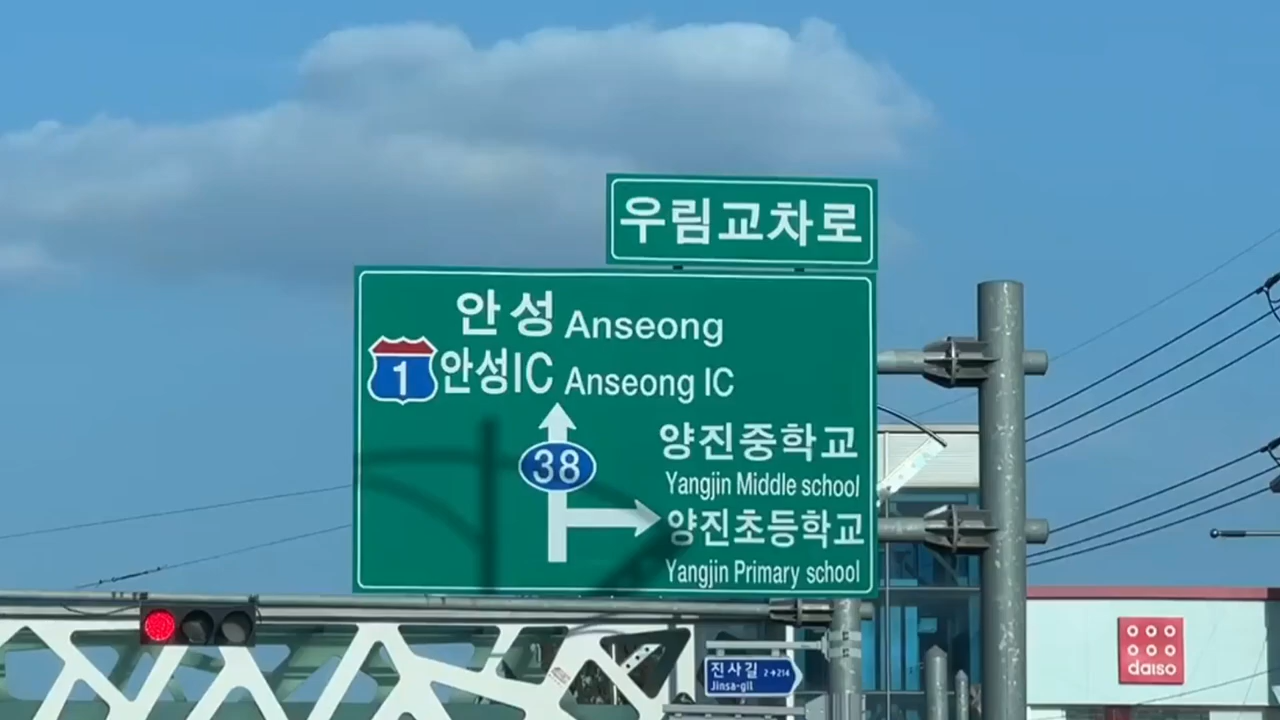 우림교차로
안성 Anseong
1 안성IC Anseong IC
38
양진중학교
Yangjin Middle school
양진초등학교
Yangjin Primary school
진사길 2→214
Jinsa-gil
daiso